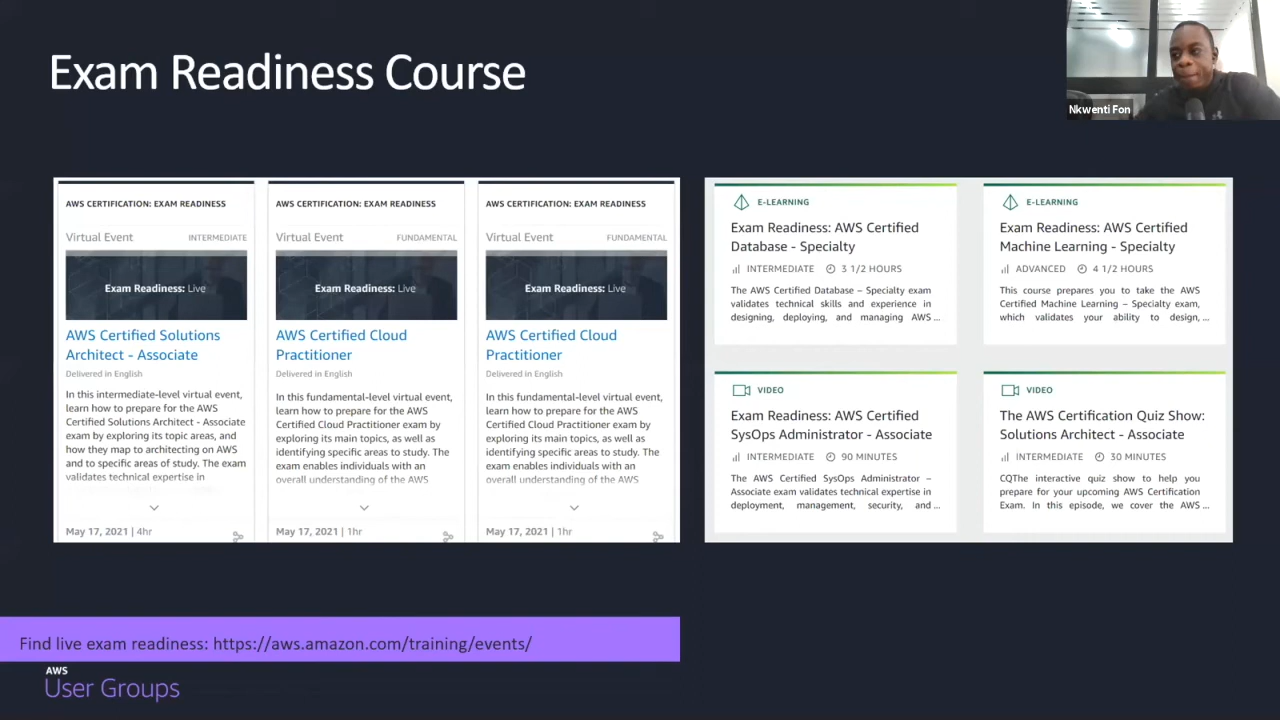 Exam Readiness Course
Nkwenti Fon
AWS CERTIFICATION: EXAM READINESS
Virtual Event INTERMEDIATE
Exam Readiness: Live
AWS Certified Solutions
Architect - Associate
Delivered in English
In this intermediate-level virtual event,
learn how to prepare for the AWS
Certified Solutions Architect - Associate
exam by exploring its topic areas, and
how they map to architecting on AWS
and to specific areas of study. The exam
validates technical expertise in
May 17, 2021 | 4hr
AWS CERTIFICATION: EXAM READINESS
Virtual Event FUNDAMENTAL
Exam Readiness: Live
AWS Certified Cloud
Practitioner
Delivered in English
In this fundamental-level virtual event,
learn how to prepare for the AWS
Certified Cloud Practitioner exam by
exploring its main topics, as well as
identifying specific areas to study. The
exam enables individuals with an
overall understanding of the AWS
May 17, 2021 | 1hr
AWS CERTIFICATION: EXAM READINESS
Virtual Event FUNDAMENTAL
Exam Readiness: Live
AWS Certified Cloud
Practitioner
Delivered in English
In this fundamental-level virtual event,
learn how to prepare for the AWS
Certified Cloud Practitioner exam by
exploring its main topics, as well as
identifying specific areas to study. The
exam enables individuals with an
overall understanding of the AWS
May 17, 2021 | 1hr
E-LEARNING
Exam Readiness: AWS Certified
Database - Specialty
INTERMEDIATE 3 1/2 HOURS
The AWS Certified Database – Specialty exam
validates technical skills and experience in
designing, deploying, and managing AWS ...
E-LEARNING
Exam Readiness: AWS Certified
Machine Learning - Specialty
ADVANCED 4 1/2 HOURS
This course prepares you to take the AWS
Certified Machine Learning – Specialty exam,
which validates your ability to design, ...
VIDEO
Exam Readiness: AWS Certified
SysOps Administrator - Associate
INTERMEDIATE 90 MINUTES
The AWS Certified SysOps Administrator –
Associate exam validates technical expertise in
deployment, management, security, and ...
VIDEO
The AWS Certification Quiz Show:
Solutions Architect - Associate
INTERMEDIATE 30 MINUTES
CQThe interactive quiz show to help you
prepare for your upcoming AWS Certification
Exam. In this episode, we cover the AWS ...
Find live exam readiness: https://aws.amazon.com/training/events/
AWS
User Groups